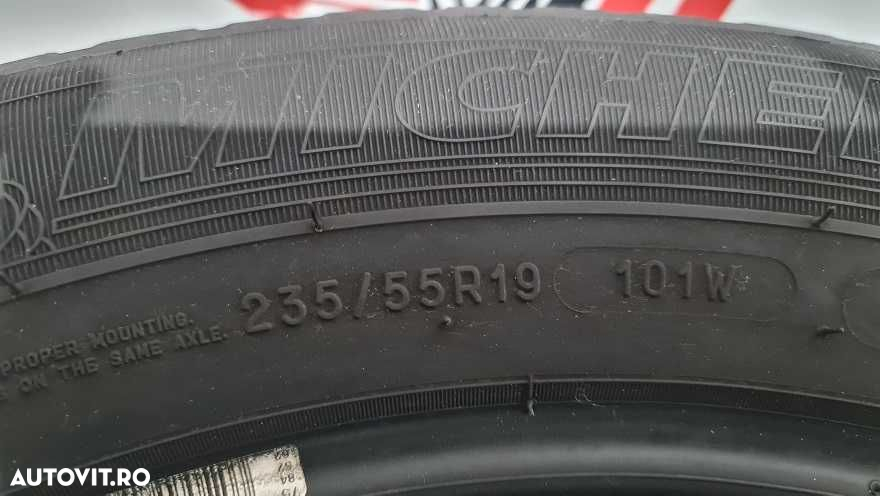 MICHE
235/55R19 101W
PROPER MOUNTING.
ON THE SAME AXLE.
AUTOVIT.RO